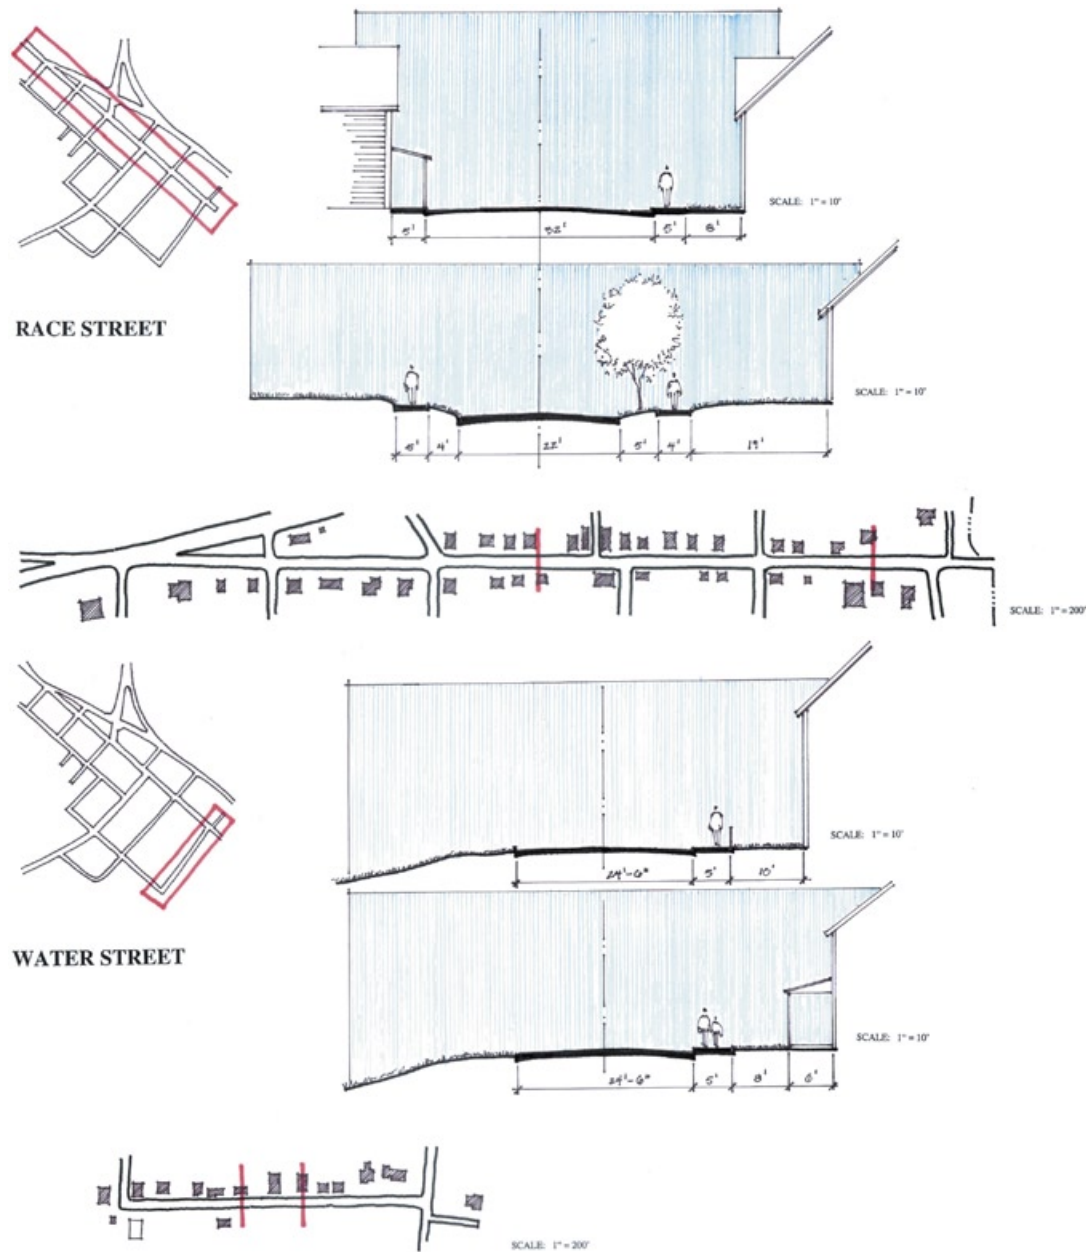 SCALE: 1" = 10'
5' 32' 5' 8'
RACE STREET
SCALE: 1" = 10'
5' 4' 22' 5' 4' 19'
SCALE: 1" = 200'
SCALE: 1" = 10'
24'-6" 5' 10'
WATER STREET
SCALE: 1" = 10'
24'-6" 5' 8' 6'
SCALE: 1" = 200'